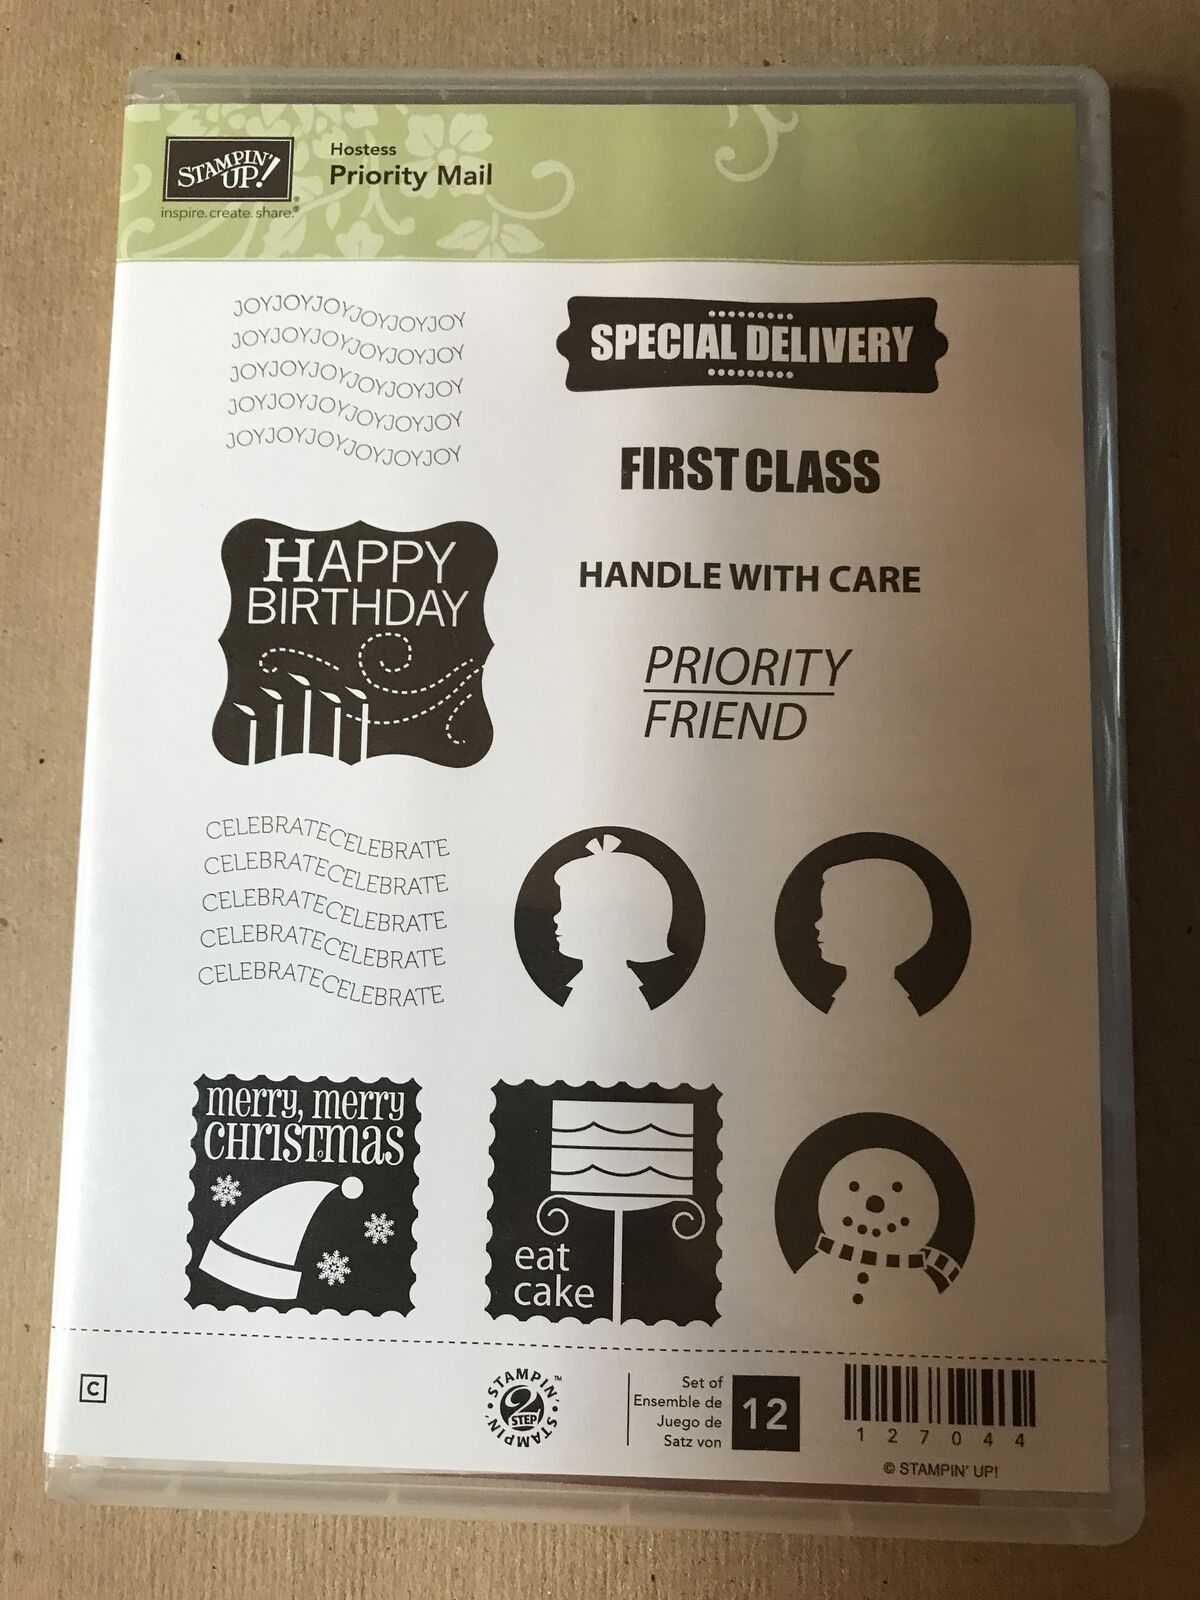 STAMPIN' UP!®
inspire. create. share.®
Hostess
Priority Mail
JOYJOYJOYJOYJOYJOY
JOYJOYJOYJOYJOYJOY
JOYJOYJOYJOYJOYJOY
JOYJOYJOYJOYJOYJOY
JOYJOYJOYJOYJOYJOY
SPECIAL DELIVERY
FIRST CLASS
HANDLE WITH CARE
PRIORITY
FRIEND
HAPPY
BIRTHDAY
CELEBRATECELEBRATE
CELEBRATECELEBRATE
CELEBRATECELEBRATE
CELEBRATECELEBRATE
CELEBRATECELEBRATE
merry, merry
CHRISTmas
eat
cake
C
STAMPIN' 2 STEP STAMPIN'™
Set of
Ensemble de
Juego de
Satz von
12
127044
© STAMPIN' UP!